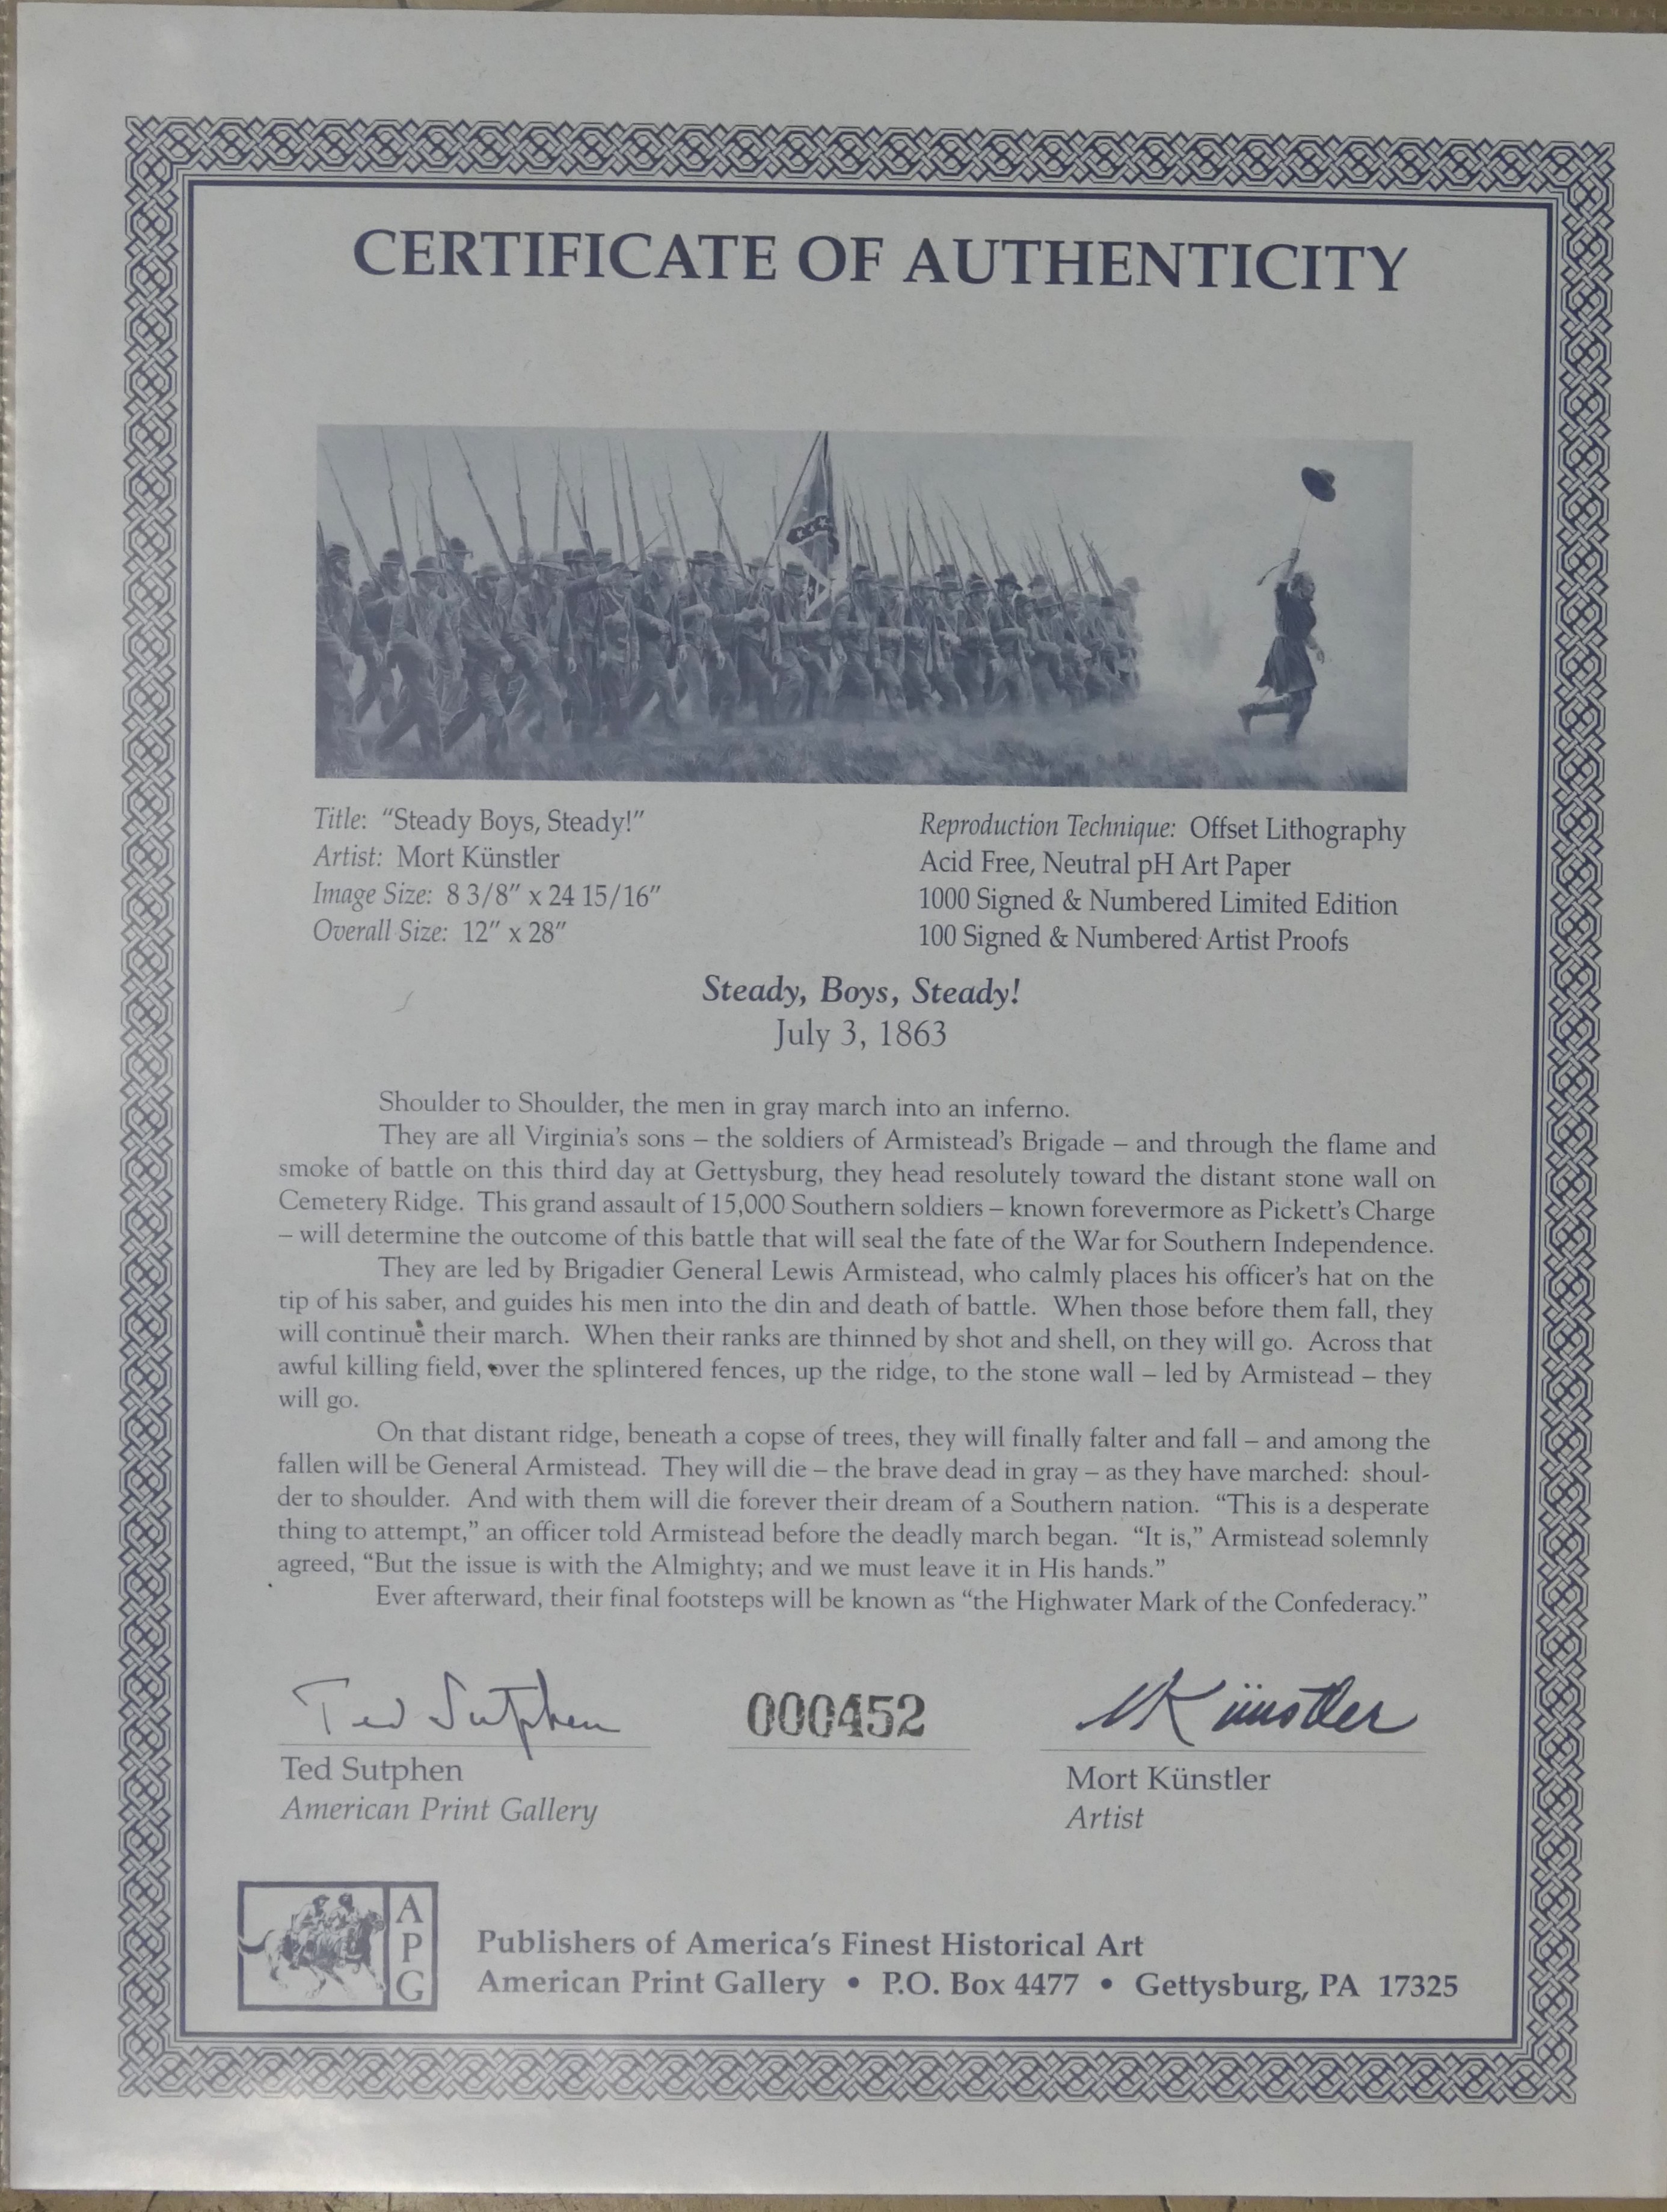 CERTIFICATE OF AUTHENTICITY
Title: “Steady Boys, Steady!”
Artist: Mort Künstler
Image Size: 8 3/8” x 24 15/16”
Overall Size: 12” x 28”
Reproduction Technique: Offset Lithography
Acid Free, Neutral pH Art Paper
1000 Signed & Numbered Limited Edition
100 Signed & Numbered Artist Proofs
Steady, Boys, Steady!
July 3, 1863
Shoulder to Shoulder, the men in gray march into an inferno.
They are all Virginia’s sons – the soldiers of Armistead’s Brigade – and through the flame and
smoke of battle on this third day at Gettysburg, they head resolutely toward the distant stone wall on
Cemetery Ridge. This grand assault of 15,000 Southern soldiers – known forevermore as Pickett’s Charge
– will determine the outcome of this battle that will seal the fate of the War for Southern Independence.
They are led by Brigadier General Lewis Armistead, who calmly places his officer’s hat on the
tip of his saber, and guides his men into the din and death of battle. When those before them fall, they
will continue their march. When their ranks are thinned by shot and shell, on they will go. Across that
awful killing field, over the splintered fences, up the ridge, to the stone wall – led by Armistead – they
will go.
On that distant ridge, beneath a copse of trees, they will finally falter and fall – and among the
fallen will be General Armistead. They will die – the brave dead in gray – as they have marched: shoul-
der to shoulder. And with them will die forever their dream of a Southern nation. “This is a desperate
thing to attempt,” an officer told Armistead before the deadly march began. “It is,” Armistead solemnly
agreed, “But the issue is with the Almighty; and we must leave it in His hands.”
Ever afterward, their final footsteps will be known as “the Highwater Mark of the Confederacy.”
Ted Sutphen
000452
MKünstler
Ted Sutphen
American Print Gallery
Mort Künstler
Artist
APG
Publishers of America’s Finest Historical Art
American Print Gallery • P.O. Box 4477 • Gettysburg, PA 17325